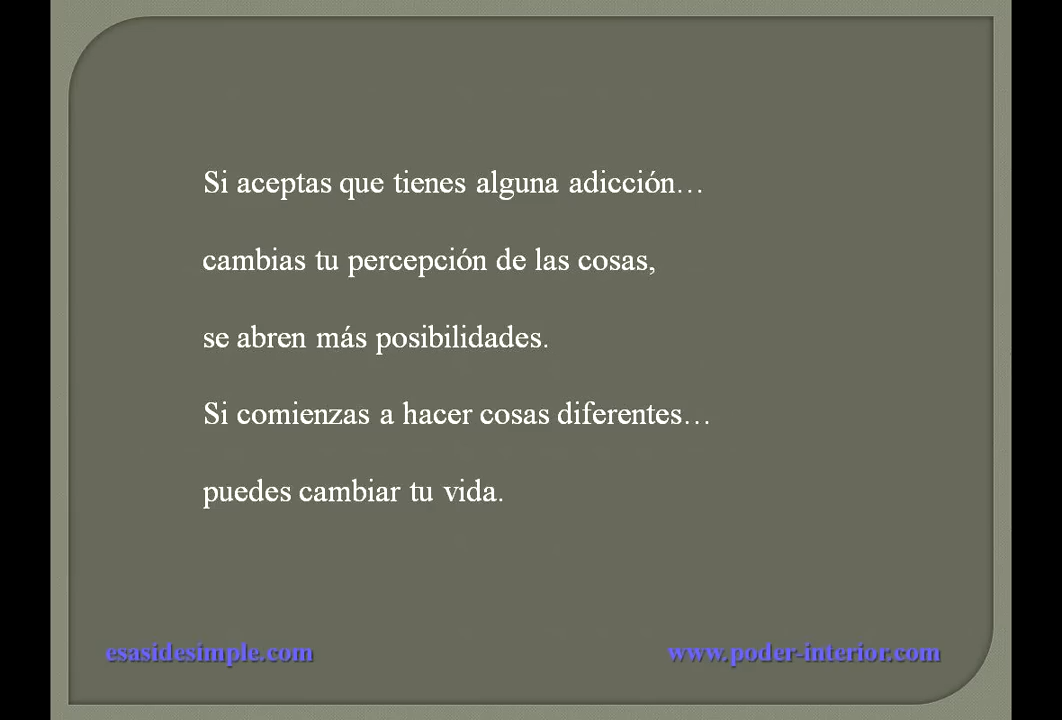 Si aceptas que tienes alguna adicción…
cambias tu percepción de las cosas,
se abren más posibilidades.
Si comienzas a hacer cosas diferentes…
puedes cambiar tu vida.
esasidesimple.com
www.poder-interior.com